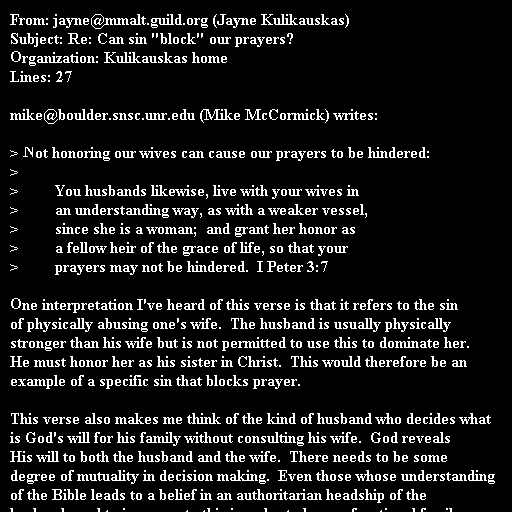 From: jayne@mmalt.guild.org (Jayne Kulikauskas)
Subject: Re: Can sin "block" our prayers?
Organization: Kulikauskas home
Lines: 27

mike@boulder.snsc.unr.edu (Mike McCormick) writes:

> Not honoring our wives can cause our prayers to be hindered:
>
>         You husbands likewise, live with your wives in
>         an understanding way, as with a weaker vessel,
>         since she is a woman;  and grant her honor as
>         a fellow heir of the grace of life, so that your
>         prayers may not be hindered.  I Peter 3:7

One interpretation I've heard of this verse is that it refers to the sin
of physically abusing one's wife.  The husband is usually physically
stronger than his wife but is not permitted to use this to dominate her.
He must honor her as his sister in Christ.  This would therefore be an
example of a specific sin that blocks prayer.

This verse also makes me think of the kind of husband who decides what
is God's will for his family without consulting his wife.  God reveals
His will to both the husband and the wife.  There needs to be some
degree of mutuality in decision making.  Even those whose understanding
of the Bible leads to a belief in an authoritarian headship of the